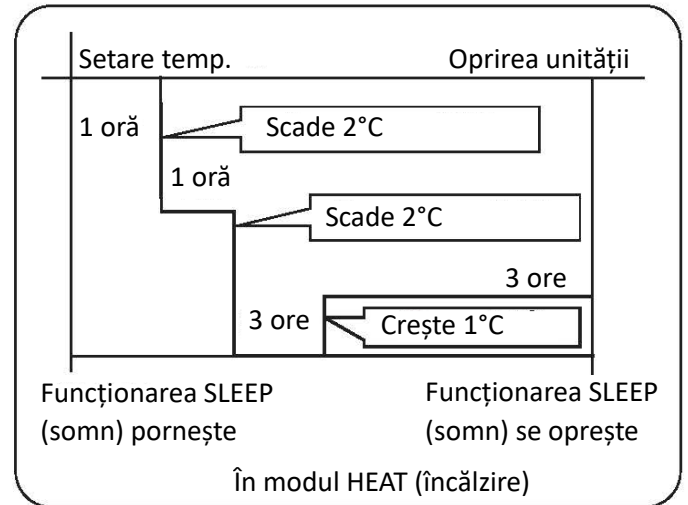 Setare temp.
Oprirea unității
1 oră
Scade 2°C
1 oră
Scade 2°C
3 ore
3 ore
Crește 1°C
Funcționarea SLEEP
(somn) pornește
Funcționarea SLEEP
(somn) se oprește
În modul HEAT (încălzire)